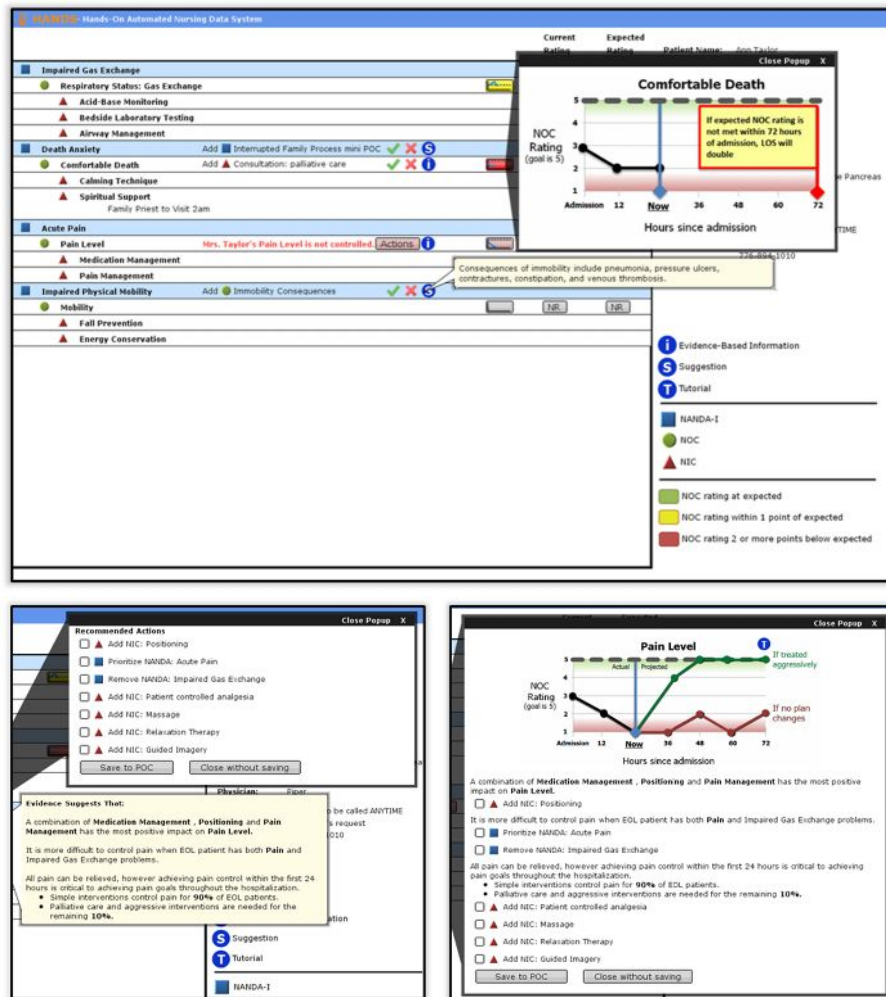 HANDS- Hands-On Automated Nursing Data System
Current Rating
Expected Rating
Patient Name: Ann Taylor
Impaired Gas Exchange
Respiratory Status: Gas Exchange
Acid-Base Monitoring
Bedside Laboratory Testing
Airway Management
Death Anxiety
Add Interrupted Family Process mini POC S
Comfortable Death
Add Consultation: palliative care i
Calming Technique
Spiritual Support
Family Priest to Visit 2am
Acute Pain
Pain Level
Mrs. Taylor's Pain Level is not controlled. Actions i
Medication Management
Pain Management
Impaired Physical Mobility
Add Immobility Consequences S
Mobility
NR
NR
Fall Prevention
Energy Conservation
Close Popup X
Comfortable Death
NOC
Rating
(goal is 5)
5
4
3
2
1
If expected NOC rating is
not met within 72 hours
of admission, LOS will
double
Admission 12 Now 36 48 60 72
Hours since admission
Pancreas
776-894-1010
Consequences of immobility include pneumonia, pressure ulcers,
contractures, constipation, and venous thrombosis.
i Evidence-Based Information
S Suggestion
T Tutorial
NANDA-I
NOC
NIC
NOC rating at expected
NOC rating within 1 point of expected
NOC rating 2 or more points below expected
Close Popup X
Recommended Actions
Add NIC: Positioning
Prioritize NANDA: Acute Pain
Remove NANDA: Impaired Gas Exchange
Add NIC: Patient controlled analgesia
Add NIC: Massage
Add NIC: Relaxation Therapy
Add NIC: Guided Imagery
Save to POC
Close without saving
Physician: Piper
to be called ANYTIME
's request
1010
Evidence Suggests That:
A combination of Medication Management , Positioning and Pain
Management has the most positive impact on Pain Level.
It is more difficult to control pain when EOL patient has both Pain and
Impaired Gas Exchange problems.
All pain can be relieved, however achieving pain control within the first 24
hours is critical to achieving pain goals throughout the hospitalization.
Simple interventions control pain for 90% of EOL patients.
Palliative care and aggressive interventions are needed for the
remaining 10%.
S Suggestion
T Tutorial
NANDA-I
Close Popup X
Pain Level
T
NOC
Rating
(goal is 5)
5
4
3
2
1
Actual
Projected
If treated
aggressively
If no plan
changes
Admission 12 Now 36 48 60 72
Hours since admission
A combination of Medication Management , Positioning and Pain Management has the most positive
impact on Pain Level.
Add NIC: Positioning
It is more difficult to control pain when EOL patient has both Pain and Impaired Gas Exchange problems.
Prioritize NANDA: Acute Pain
Remove NANDA: Impaired Gas Exchange
All pain can be relieved, however achieving pain control within the first 24 hours is critical to achieving
pain goals throughout the hospitalization.
Simple interventions control pain for 90% of EOL patients.
Palliative care and aggressive interventions are needed for the remaining 10%.
Add NIC: Patient controlled analgesia
Add NIC: Massage
Add NIC: Relaxation Therapy
Add NIC: Guided Imagery
Save to POC
Close without saving